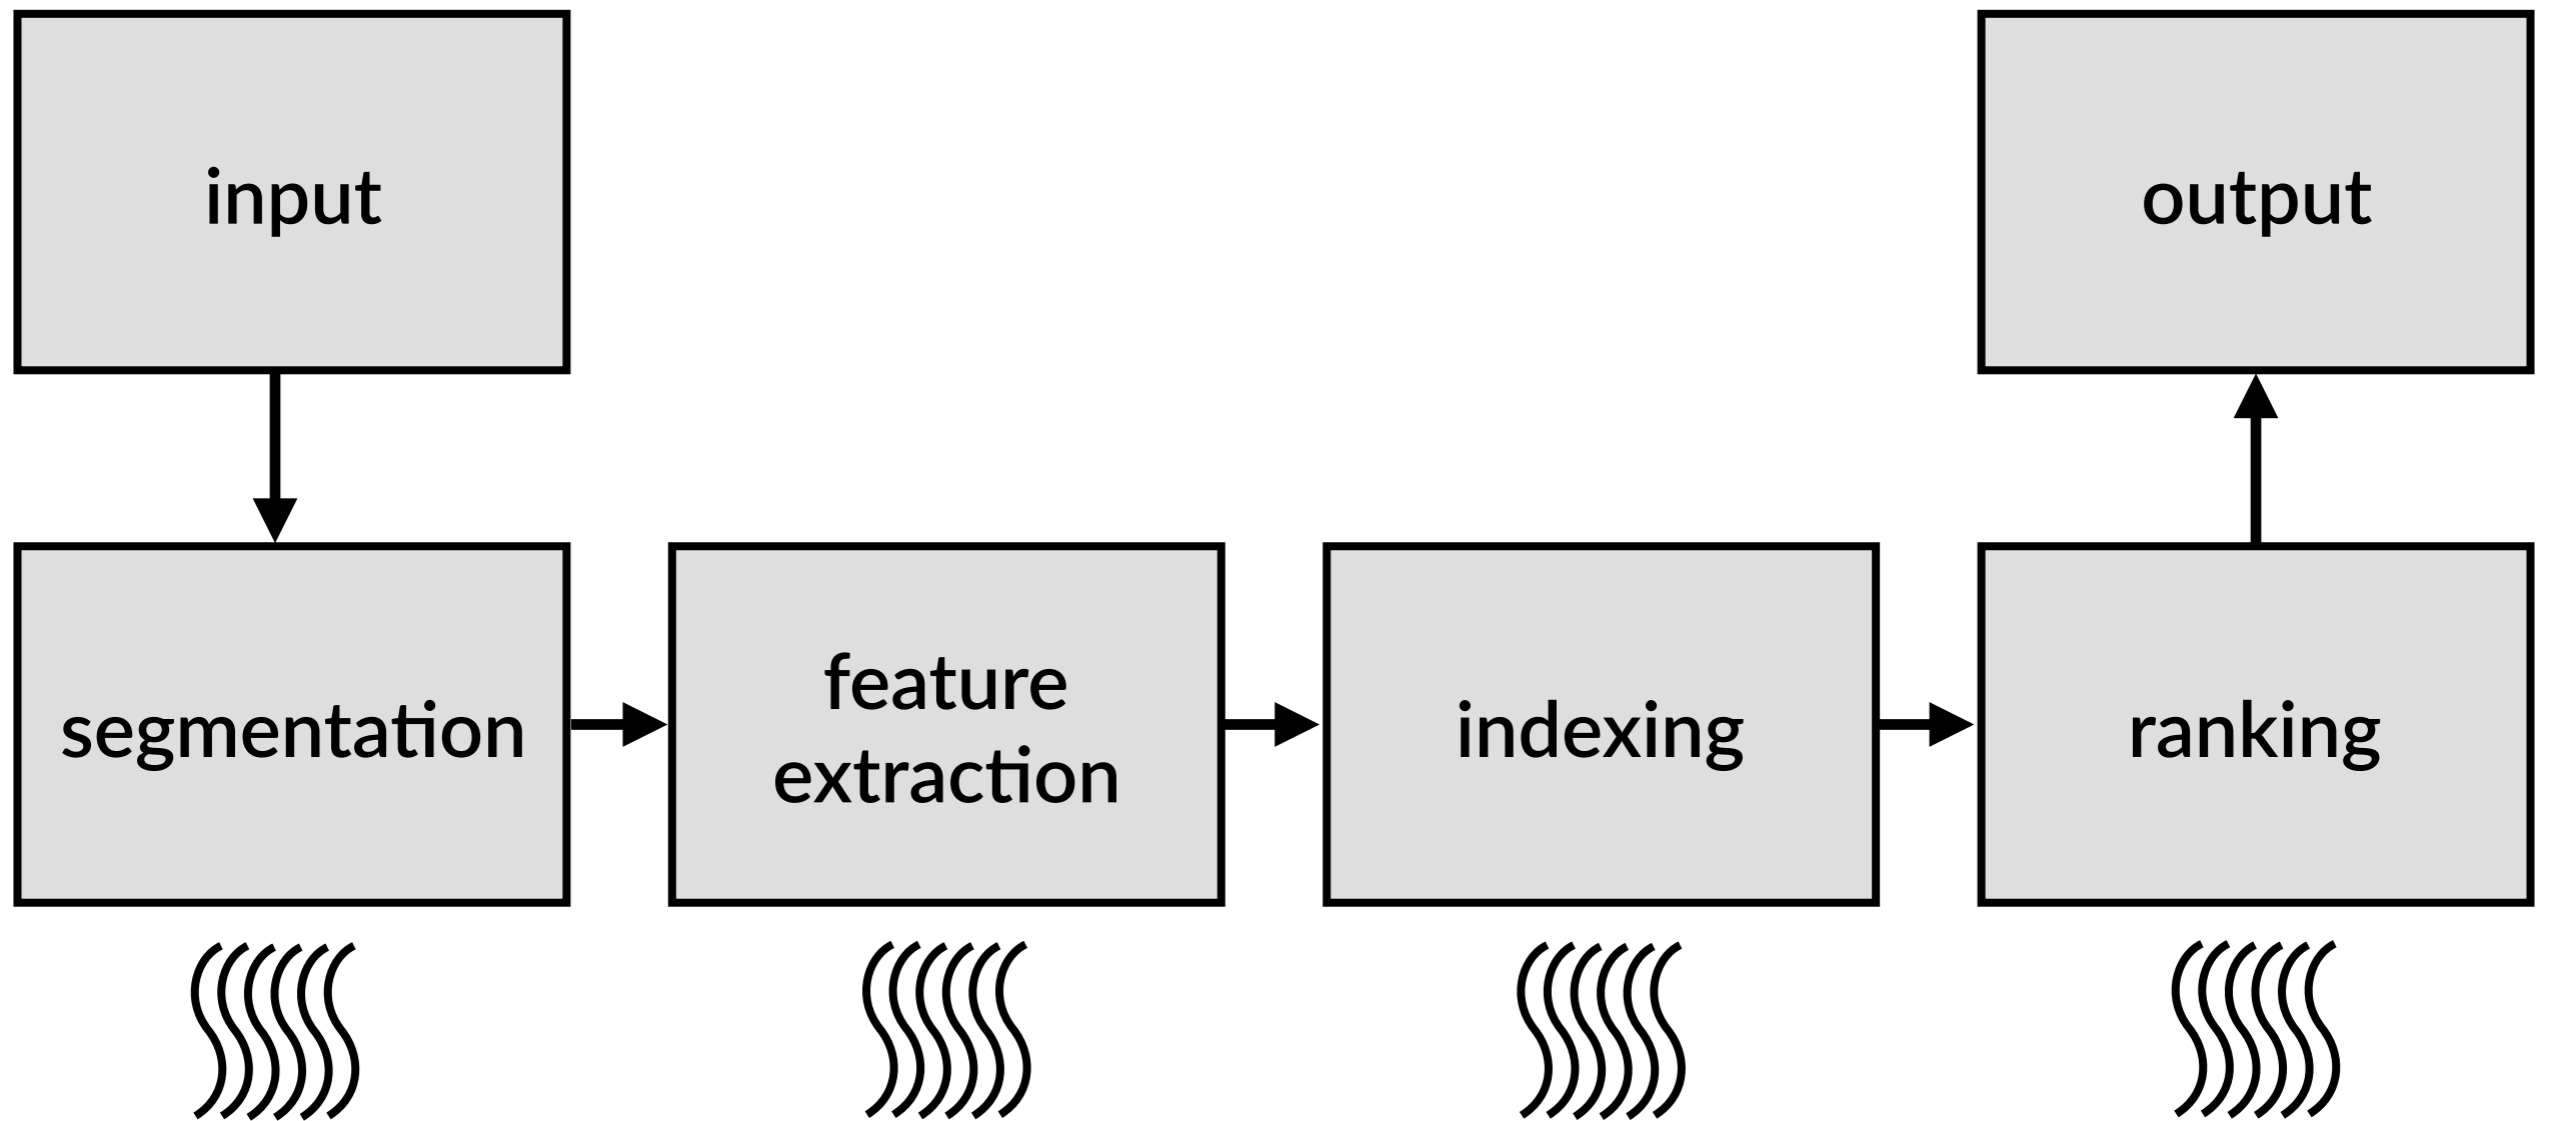 input
output
segmentation
feature
extraction
indexing
ranking